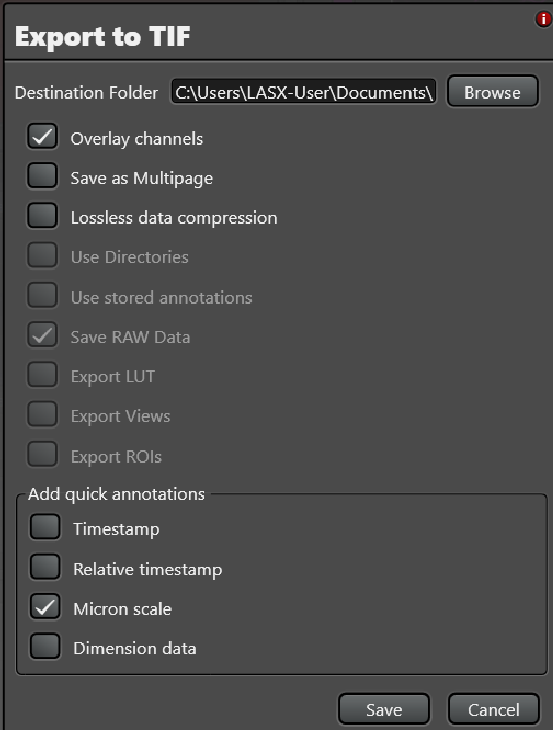 Export to TIF
i
Destination Folder C:\Users\LASX-User\Documents\ Browse
Overlay channels
Save as Multipage
Lossless data compression
Use Directories
Use stored annotations
Save RAW Data
Export LUT
Export Views
Export ROIs
Add quick annotations
Timestamp
Relative timestamp
Micron scale
Dimension data
Save Cancel